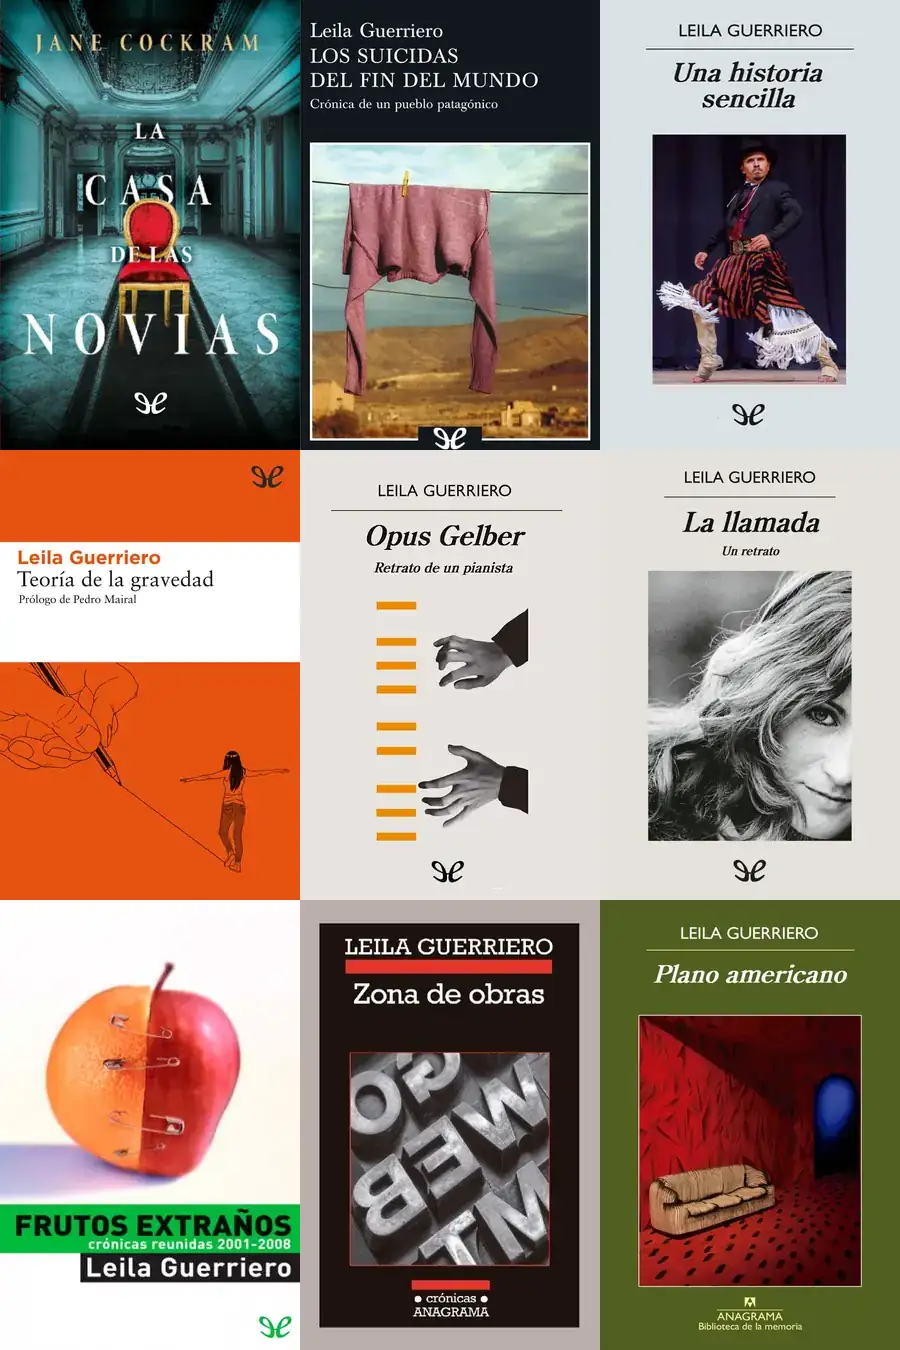 JANE COCKRAM
LA
CASA
DE LAS
NOVIAS
Leila Guerriero
LOS SUICIDAS
DEL FIN DEL MUNDO
Crónica de un pueblo patagónico
LEILA GUERRIERO
Una historia
sencilla
Leila Guerriero
Teoría de la gravedad
Prólogo de Pedro Mairal
LEILA GUERRIERO
Opus Gelber
Retrato de un pianista
LEILA GUERRIERO
La llamada
Un retrato
FRUTOS EXTRAÑOS
crónicas reunidas 2001-2008
Leila Guerriero
LEILA GUERRIERO
Zona de obras
crónicas
ANAGRAMA
LEILA GUERRIERO
Plano americano
ANAGRAMA
Biblioteca de la memoria